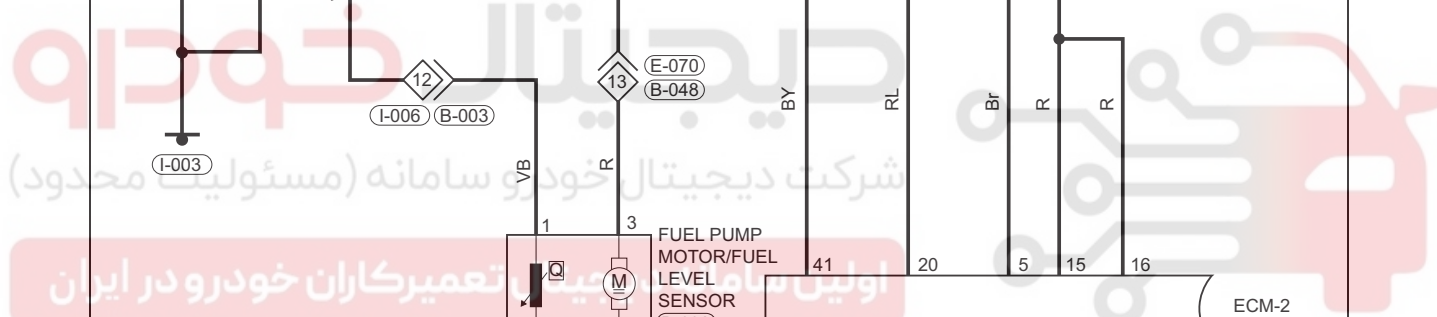 دیجیتال خودرو
شرکت دیجیتال خودرو سامانه (مسئولیت محدود)
اولین سامانه دیجیتال تعمیرکاران خودرو در ایران
12
I-006 B-003
I-003
13
E-070
B-048
VB
R
BY
RL
Br
R
R
1
3
Q
M
FUEL PUMP
MOTOR/FUEL
LEVEL
SENSOR
41
20
5
15
16
ECM-2